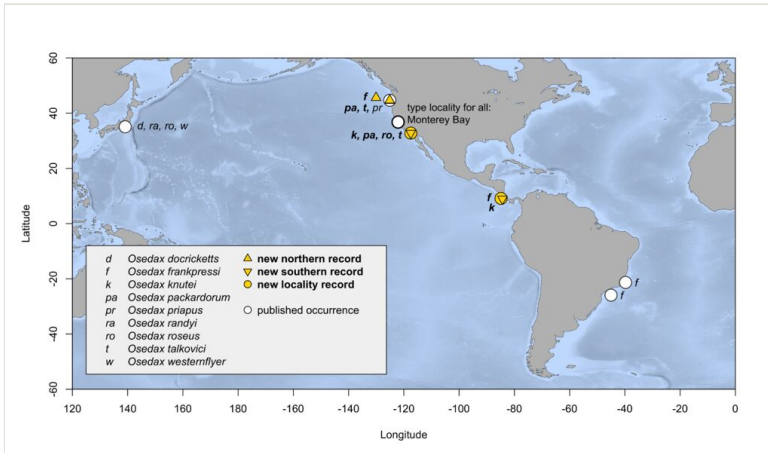 60
40
20
0
-20
-40
-60
Latitude
f
pa, t, pr
type locality for all:
Monterey Bay
d, ra, ro, w
k, pa, ro, t
f
k
f
f
d Osedax docricketts
f Osedax frankpressi
k Osedax knutei
pa Osedax packardorum
pr Osedax priapus
ra Osedax randyi
ro Osedax roseus
t Osedax talkovici
w Osedax westernflyer
new northern record
new southern record
new locality record
published occurrence
120 140 160 180 -160 -140 -120 -100 -80 -60 -40 -20 0
Longitude